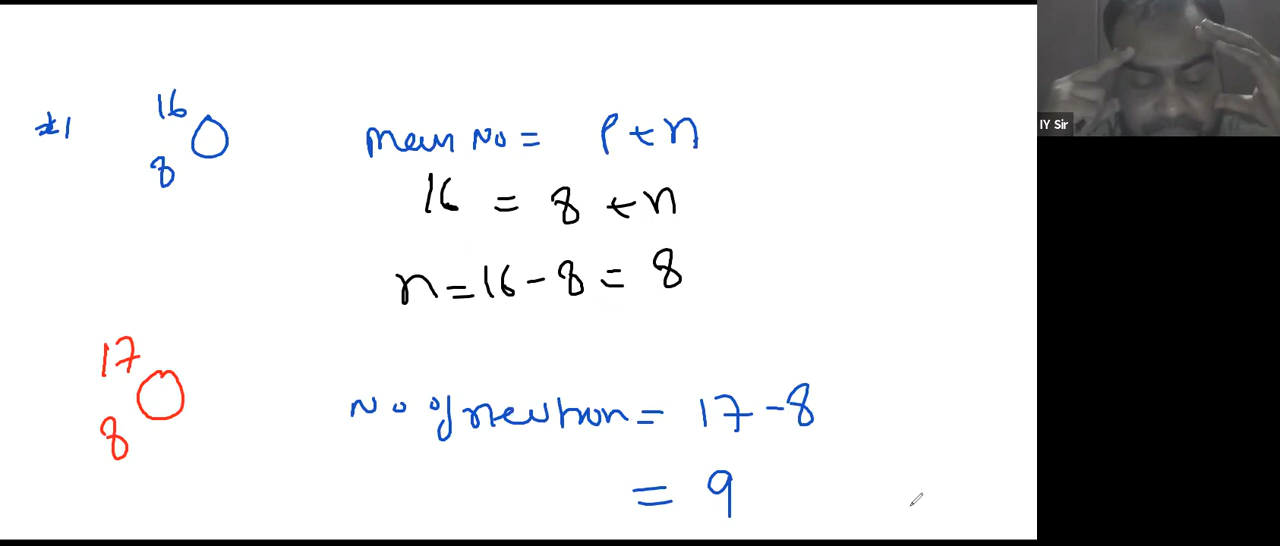 *1 16 8 O Mass No = P + n
16 = 8 + n
n = 16 - 8 = 8
17 8 O No of neutron = 17 - 8
= 9
IY Sir